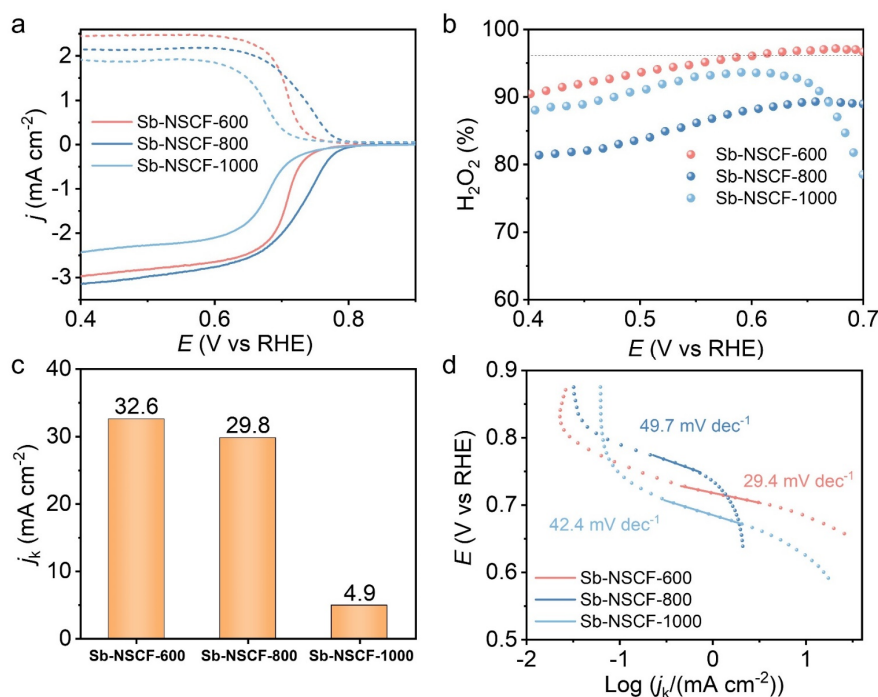 a
2
1
0
-1
-2
-3
j (mA cm⁻²)
Sb-NSCF-600
Sb-NSCF-800
Sb-NSCF-1000
0.4
0.6
0.8
E (V vs RHE)
b
100
90
80
70
60
H₂O₂ (%)
Sb-NSCF-600
Sb-NSCF-800
Sb-NSCF-1000
0.4
0.5
0.6
0.7
E (V vs RHE)
c
40
30
20
10
0
jₖ (mA cm⁻²)
32.6
29.8
4.9
Sb-NSCF-600
Sb-NSCF-800
Sb-NSCF-1000
d
0.9
0.8
0.7
0.6
0.5
E (V vs RHE)
49.7 mV dec⁻¹
29.4 mV dec⁻¹
42.4 mV dec⁻¹
Sb-NSCF-600
Sb-NSCF-800
Sb-NSCF-1000
-2
-1
0
1
2
Log (jₖ/(mA cm⁻²)